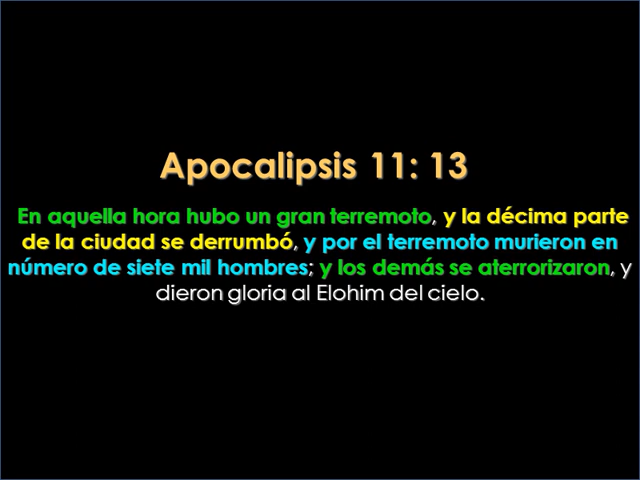 Apocalipsis 11: 13
En aquella hora hubo un gran terremoto, y la décima parte
de la ciudad se derrumbó, y por el terremoto murieron en
número de siete mil hombres; y los demás se aterrorizaron, y
dieron gloria al Elohim del cielo.